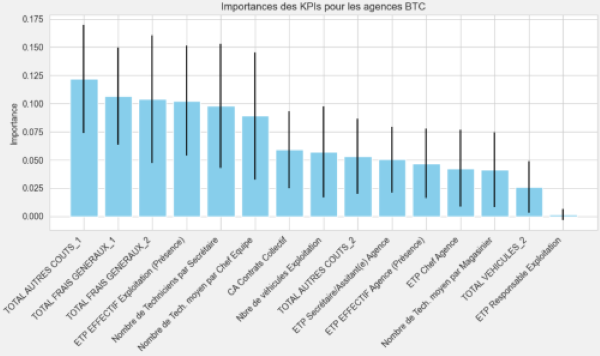 Importances des KPIs pour les agences BTC
0.175
0.150
0.125
0.100
0.075
0.050
0.025
0.000
Importance
TOTAL AUTRES COUTS_1
TOTAL FRAIS GENERAUX_1
TOTAL FRAIS GENERAUX_2
ETP EFFECTIF Exploitation (Présence)
Nombre de Techniciens par Secrétaire
Nombre de Tech. moyen par Chef Equipe
CA Contrats Collectif
Nbre de véhicules Exploitation
TOTAL AUTRES COUTS_2
ETP Secrétaire/Assitant(e) Agence
ETP EFFECTIF Agence (Présence)
ETP Chef Agence
Nombre de Tech. moyen par Magasinier
TOTAL VEHICULES_2
ETP Responsable Exploitation